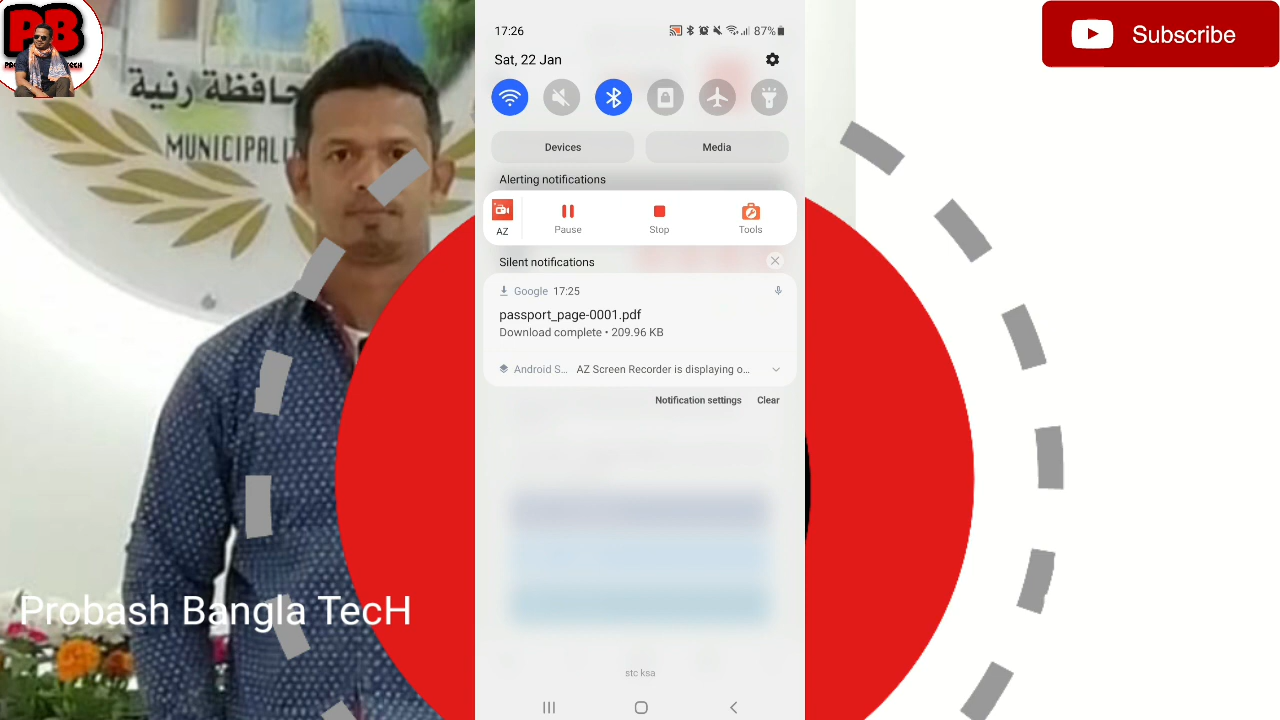 PB
Subscribe
حافظة رنية
MUNICIPALI
17:26
87%
Sat, 22 Jan
Devices
Media
Alerting notifications
AZ
Pause
Stop
Tools
Silent notifications
Google 17:25
passport_page-0001.pdf
Download complete • 209.96 KB
Android S... AZ Screen Recorder is displaying o...
Notification settings
Clear
Probash Bangla TecH
stc ksa